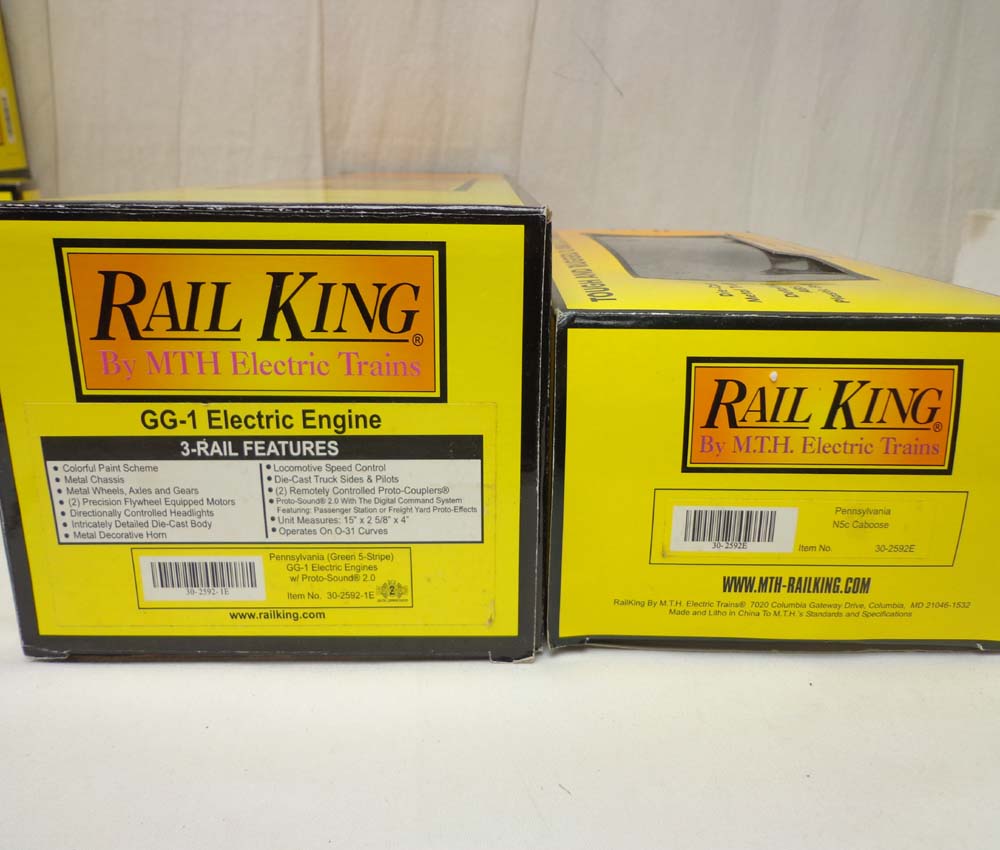 RAIL KING®
By MTH Electric Trains
GG-1 Electric Engine
3-RAIL FEATURES
• Colorful Paint Scheme
• Metal Chassis
• Metal Wheels, Axles and Gears
• (2) Precision Flywheel Equipped Motors
• Directionally Controlled Headlights
• Intricately Detailed Die-Cast Body
• Metal Decorative Horn
• Locomotive Speed Control
• Die-Cast Truck Sides & Pilots
• (2) Remotely Controlled Proto-Couplers®
• Proto-Sound® 2.0 With The Digital Command System
Featuring: Passenger Station or Freight Yard Proto-Effects
• Unit Measures: 15" x 2 5/8" x 4"
• Operates On O-31 Curves
Pennsylvania (Green 5-Stripe)
GG-1 Electric Engines
w/ Proto-Sound® 2.0
30-2592-1E
Item No. 30-2592-1E
2
www.railking.com
TOUGH AND
RAIL KING®
By M.T.H. Electric Trains
Pennsylvania
N5c Caboose
30-2592E
Item No. 30-2592E
WWW.MTH-RAILKING.COM
RailKing By M.T.H. Electric Trains® 7020 Columbia Gateway Drive, Columbia, MD 21046-1532
Made and Litho in China To M.T.H.'s Standards and Specifications